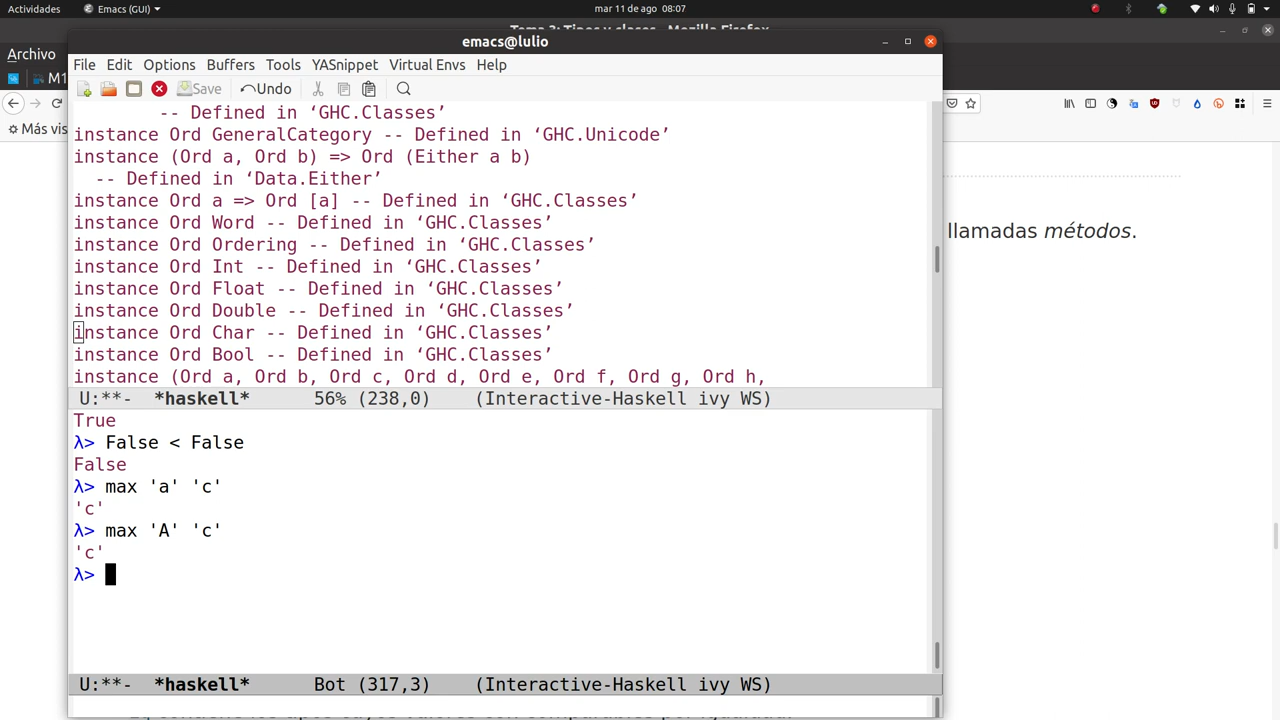 Actividades Emacs (GUI) mar 11 de ago 08:07
Tema 3: Tipos y clases - Mozilla Firefox
emacs@lulio
Archivo
File Edit Options Buffers Tools YASnippet Virtual Envs Help
M1
Save Undo
Más vis
-- Defined in ‘GHC.Classes’
instance Ord GeneralCategory -- Defined in ‘GHC.Unicode’
instance (Ord a, Ord b) => Ord (Either a b)
-- Defined in ‘Data.Either’
instance Ord a => Ord [a] -- Defined in ‘GHC.Classes’
instance Ord Word -- Defined in ‘GHC.Classes’
llamadas métodos.
instance Ord Ordering -- Defined in ‘GHC.Classes’
instance Ord Int -- Defined in ‘GHC.Classes’
instance Ord Float -- Defined in ‘GHC.Classes’
instance Ord Double -- Defined in ‘GHC.Classes’
instance Ord Char -- Defined in ‘GHC.Classes’
instance Ord Bool -- Defined in ‘GHC.Classes’
instance (Ord a, Ord b, Ord c, Ord d, Ord e, Ord f, Ord g, Ord h,
U:**- *haskell* 56% (238,0) (Interactive-Haskell ivy WS)
True
λ> False < False
False
λ> max 'a' 'c'
'c'
λ> max 'A' 'c'
'c'
λ>
U:**- *haskell* Bot (317,3) (Interactive-Haskell ivy WS)